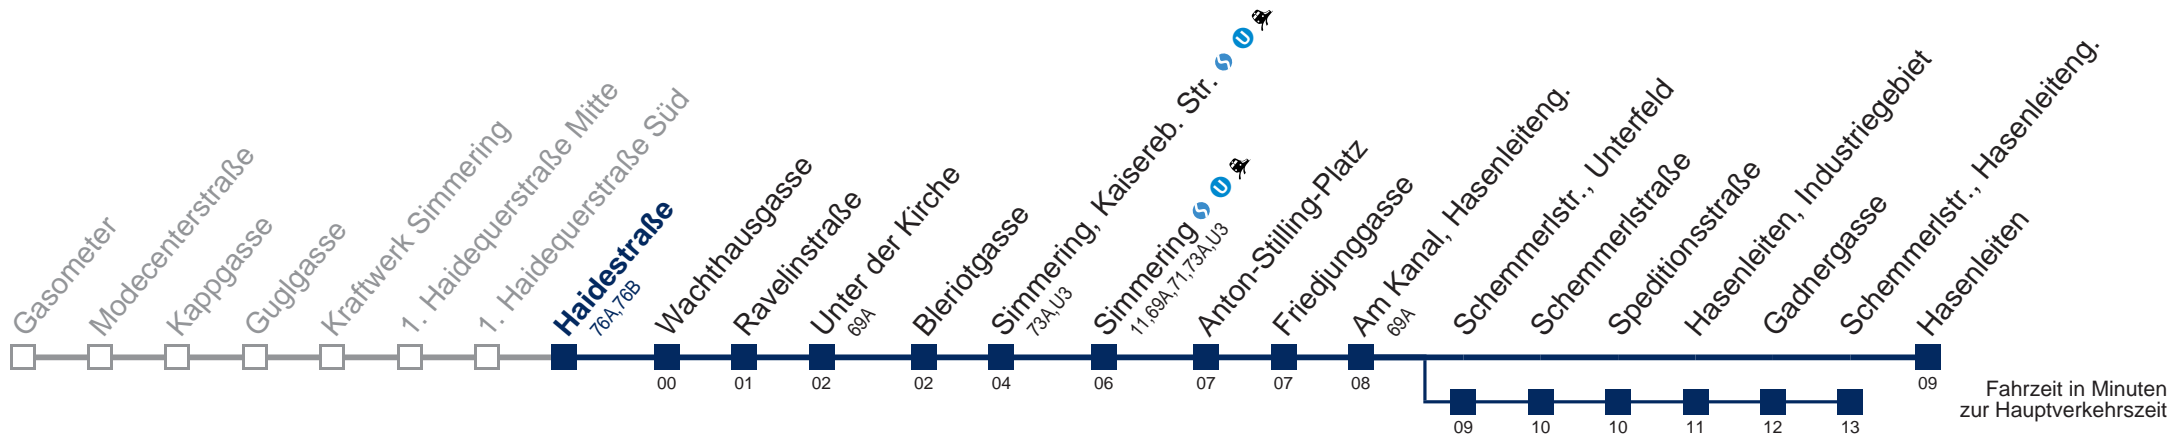 Gasometer
Modecenterstraße
Kappgasse
Guglgasse
Kraftwerk Simmering
1. Haidequerstraße Mitte
1. Haidequerstraße Süd
Haidestraße
76A,76B
Wachthausgasse
Ravelinstraße
Unter der Kirche
69A
Bleriotgasse
Simmering, Kaisereb. Str. S U
73A,U3
Simmering S U
11,69A,71,73A,U3
Anton-Stilling-Platz
Friedjunggasse
Am Kanal, Hasenleiteng.
69A
Schemmerlstr., Unterfeld
Schemmerlstraße
Speditionsstraße
Hasenleiten, Industriegebiet
Gadnergasse
Schemmerlstr., Hasenleiteng.
Hasenleiten
00 01 02 02 04 06 07 07 08 09
09 10 10 11 12 13
Fahrzeit in Minuten
zur Hauptverkehrszeit